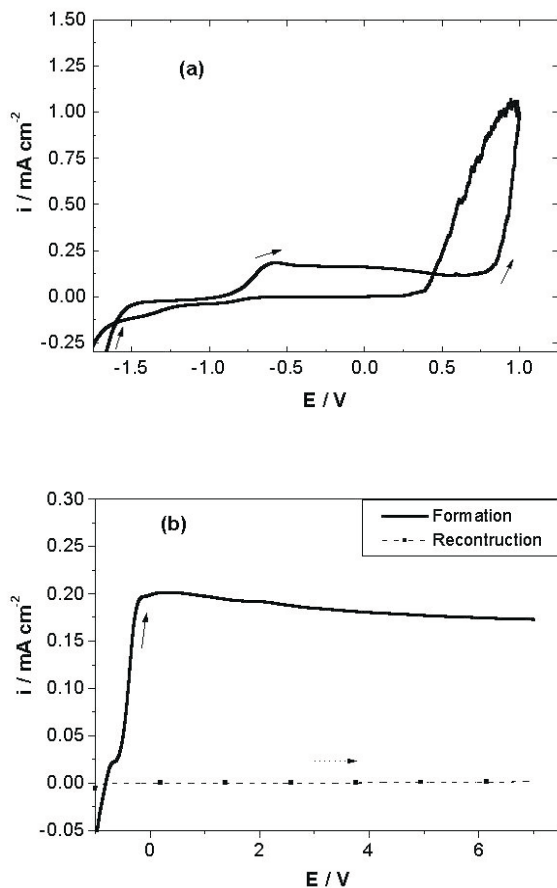 (a)
i / mA cm-2
1.50
1.25
1.00
0.75
0.50
0.25
0.00
-0.25
-1.5 -1.0 -0.5 0.0 0.5 1.0
E / V
(b)
Formation
Recontruction
i / mA cm-2
0.30
0.25
0.20
0.15
0.10
0.05
0.00
-0.05
0 2 4 6
E / V